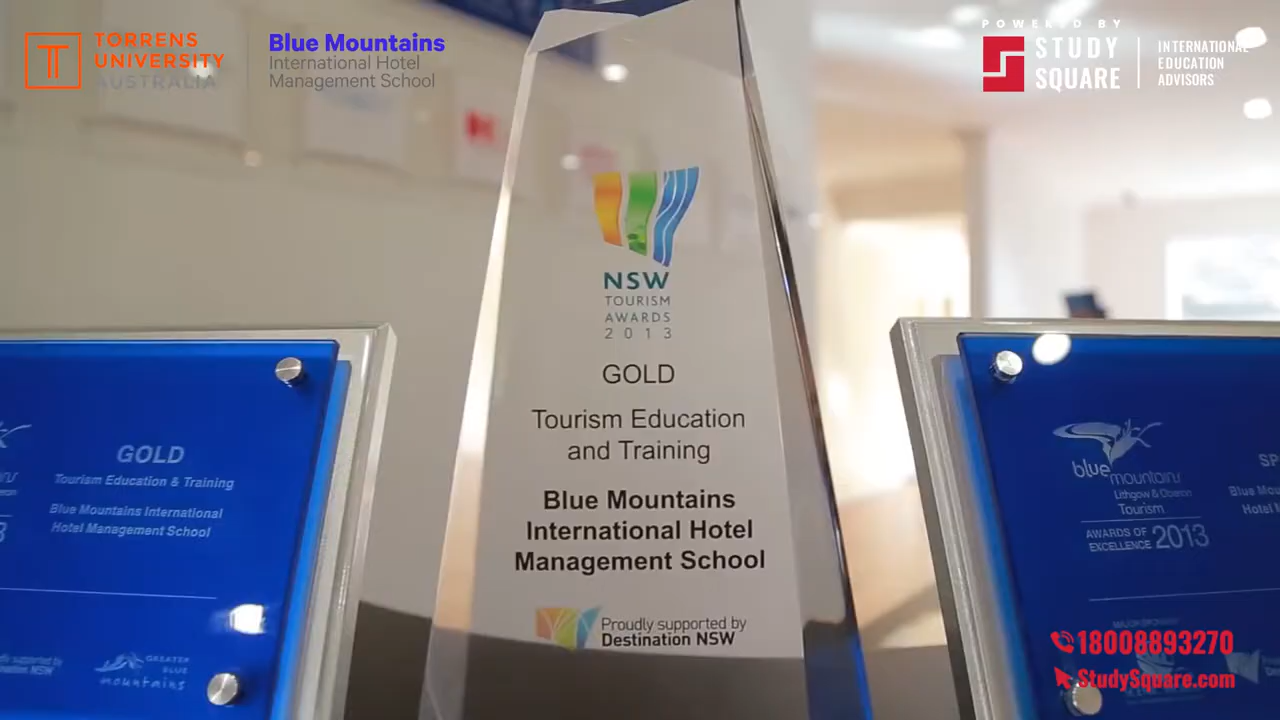 TORRENS
UNIVERSITY
AUSTRALIA
Blue Mountains
International Hotel
Management School
POWERED BY
STUDY
SQUARE
INTERNATIONAL
EDUCATION
ADVISORS
NSW
TOURISM
AWARDS
2013
GOLD
Tourism Education
and Training
Blue Mountains
International Hotel
Management School
Proudly supported by
Destination NSW
GOLD
Tourism Education & Training
Blue Mountains International
Hotel Management School
GREATER
BLUE
mountains
blue mountains
Lithgow & Oberon
Tourism
AWARDS OF
EXCELLENCE 2013
18008893270
StudySquare.com